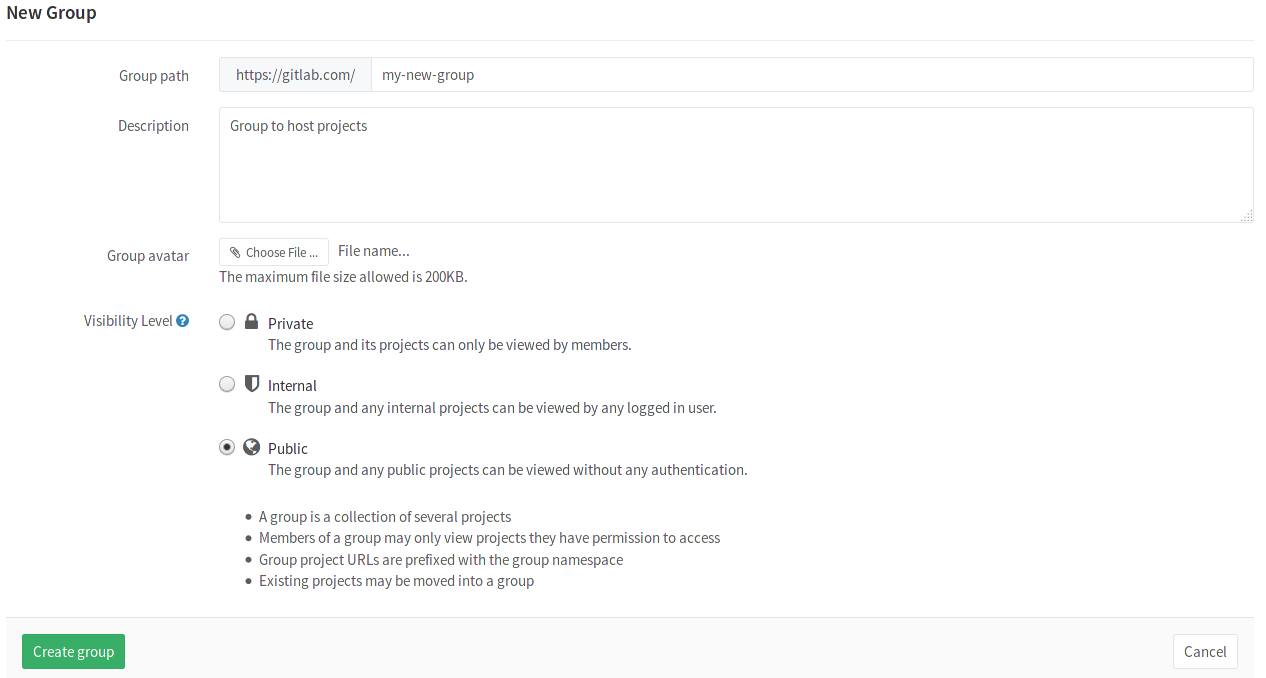 New Group
Group path
https://gitlab.com/
my-new-group
Description
Group to host projects
Group avatar
Choose File ...
File name...
The maximum file size allowed is 200KB.
Visibility Level ?
Private
The group and its projects can only be viewed by members.
Internal
The group and any internal projects can be viewed by any logged in user.
Public
The group and any public projects can be viewed without any authentication.
• A group is a collection of several projects
• Members of a group may only view projects they have permission to access
• Group project URLs are prefixed with the group namespace
• Existing projects may be moved into a group
Create group
Cancel